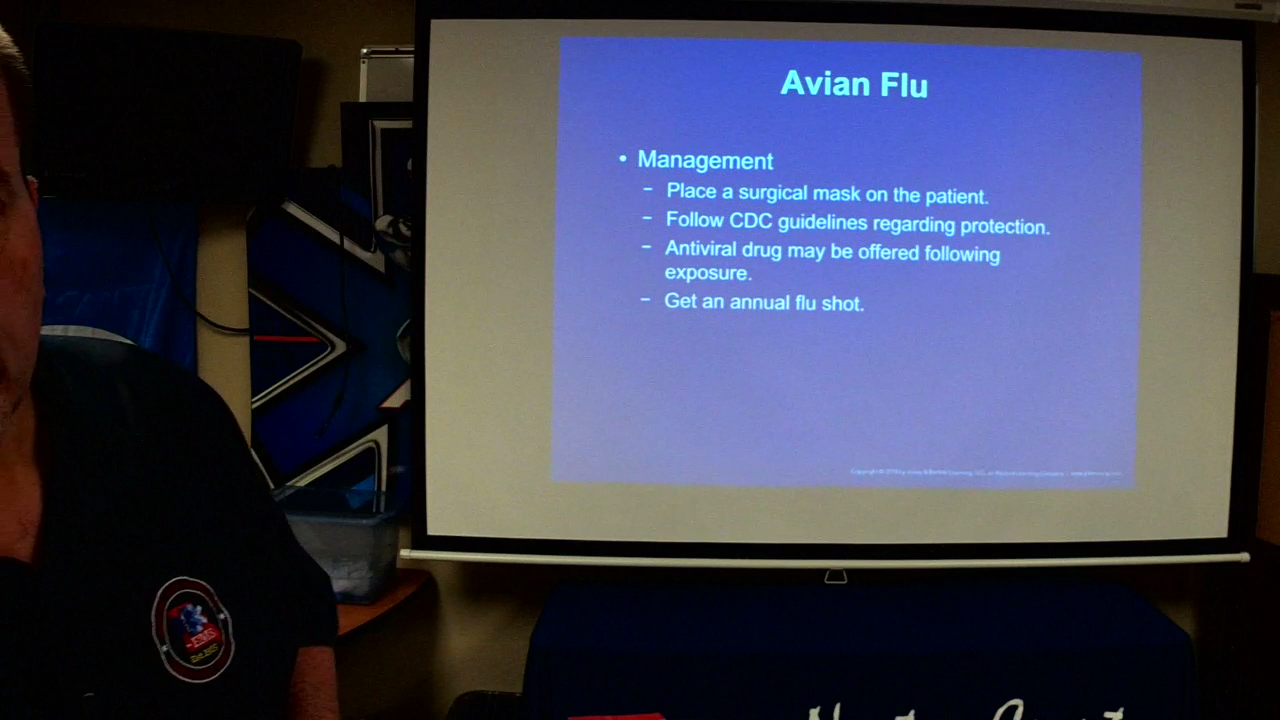 Avian Flu
• Management
– Place a surgical mask on the patient.
– Follow CDC guidelines regarding protection.
– Antiviral drug may be offered following
exposure.
– Get an annual flu shot.
EMS